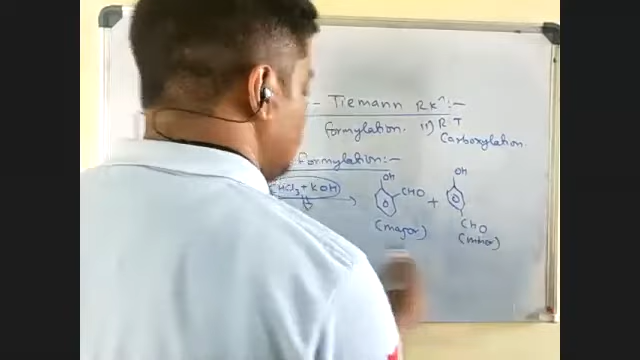 - Tiemann Rxⁿ:-
formylation. ii) R.T
Carboxylation
formylation:-
CHCl₃ + KOH
OH OH
CHO +
(major) CHO
(minor)